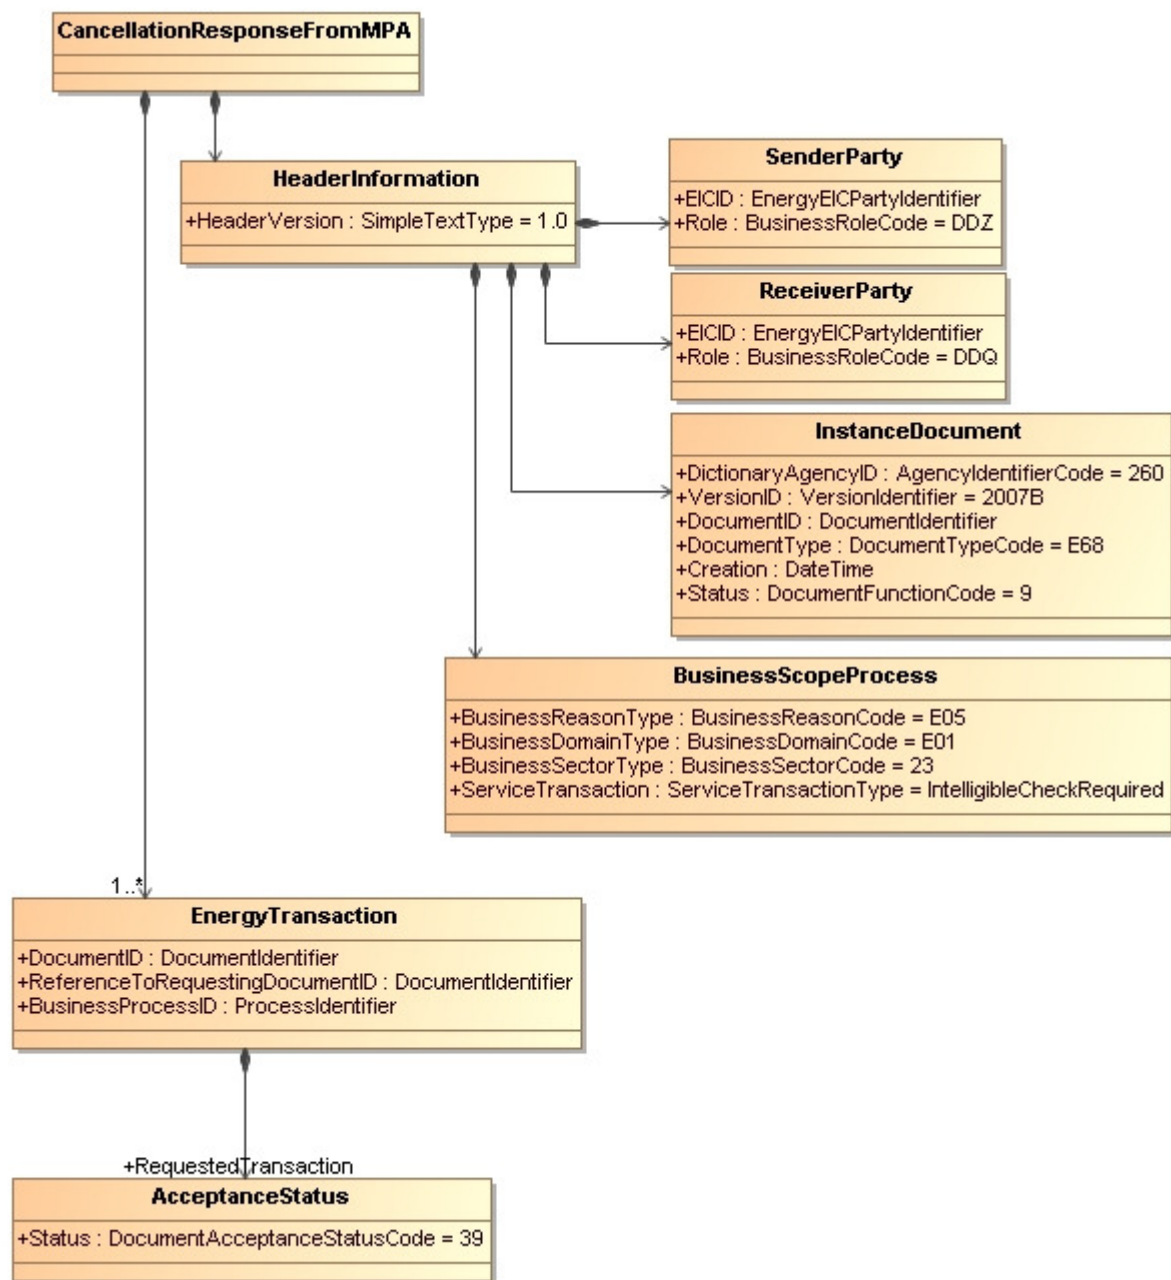 CancellationResponseFromMPA
HeaderInformation
+HeaderVersion : SimpleTextType = 1.0
SenderParty
+EICID : EnergyEICPartyIdentifier
+Role : BusinessRoleCode = DDZ
ReceiverParty
+EICID : EnergyEICPartyIdentifier
+Role : BusinessRoleCode = DDQ
InstanceDocument
+DictionaryAgencyID : AgencyIdentifierCode = 260
+VersionID : VersionIdentifier = 2007B
+DocumentID : DocumentIdentifier
+DocumentType : DocumentTypeCode = E68
+Creation : DateTime
+Status : DocumentFunctionCode = 9
BusinessScopeProcess
+BusinessReasonType : BusinessReasonCode = E05
+BusinessDomainType : BusinessDomainCode = E01
+BusinessSectorType : BusinessSectorCode = 23
+ServiceTransaction : ServiceTransactionType = IntelligibleCheckRequired
1..*
EnergyTransaction
+DocumentID : DocumentIdentifier
+ReferenceToRequestingDocumentID : DocumentIdentifier
+BusinessProcessID : ProcessIdentifier
+RequestedTransaction
AcceptanceStatus
+Status : DocumentAcceptanceStatusCode = 39